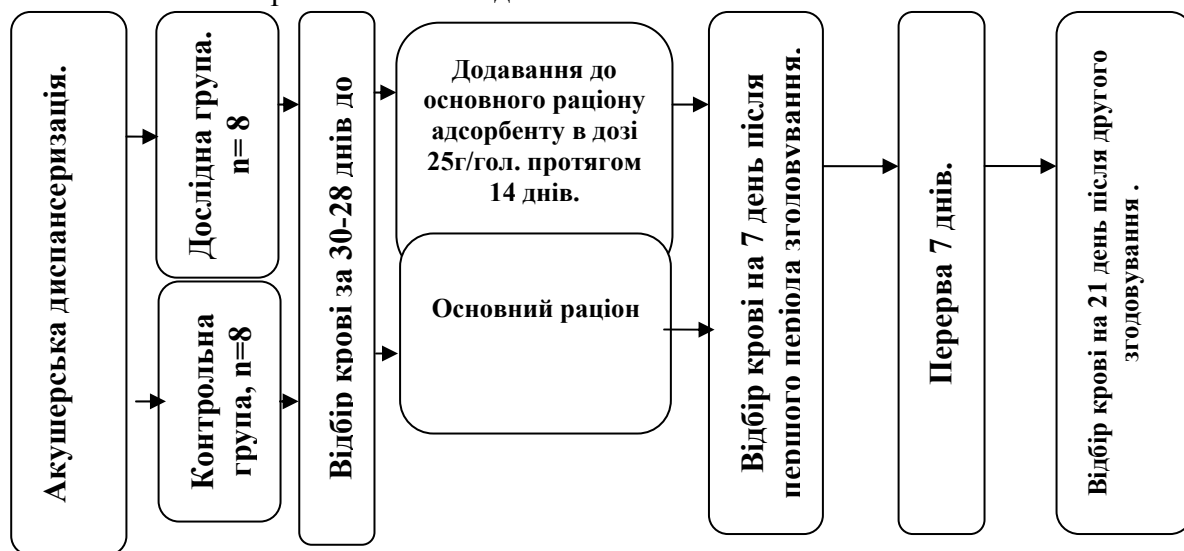 Акушерська диспансеризація.
Дослідна група.
n= 8
Контрольна
група, n=8
Відбір крові за 30-28 днів до
Додавання до
основного раціону
адсорбенту в дозі
25г/гол. протягом
14 днів.
Основний раціон
Відбір крові на 7 день після
першого періода згодовування.
Перерва 7 днів.
Відбір крові на 21 день після другого
згодовування .